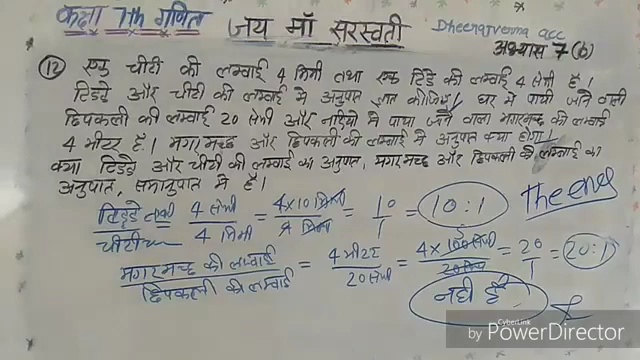 कक्षा 7th गणित
जय माँ सरस्वती
Dheerajverma acc
अभ्यास 7(b)
(12) एक चींटी की लम्बाई 4 मिमी तथा एक टिड्डे की लम्बाई 4 सेमी है।
टिड्डे और चींटी की लम्बाई में अनुपात ज्ञात कीजिए। घर में पायी जाने वाली
छिपकली की लम्बाई 20 सेमी और नदियों में पाया जाने वाला मगरमच्छ की लम्बाई
4 मीटर है। मगरमच्छ और छिपकली की लम्बाई में अनुपात क्या होगा।
क्या टिड्डे और चींटी की लम्बाई का अनुपात, मगरमच्छ और छिपकली की लम्बाई का
अनुपात, समानुपात में है।
टिड्डे / चींटी = 4 सेमी / 4 मिमी = 4×10 मिमी / 4 मिमी = 10/1 = 10:1
The end
मगरमच्छ की लम्बाई / छिपकली की लम्बाई = 4 मीटर / 20 सेमी = 4×100 सेमी / 20 सेमी = 20/1 = 20:1
5
नहीं है
CyberLink
by PowerDirector